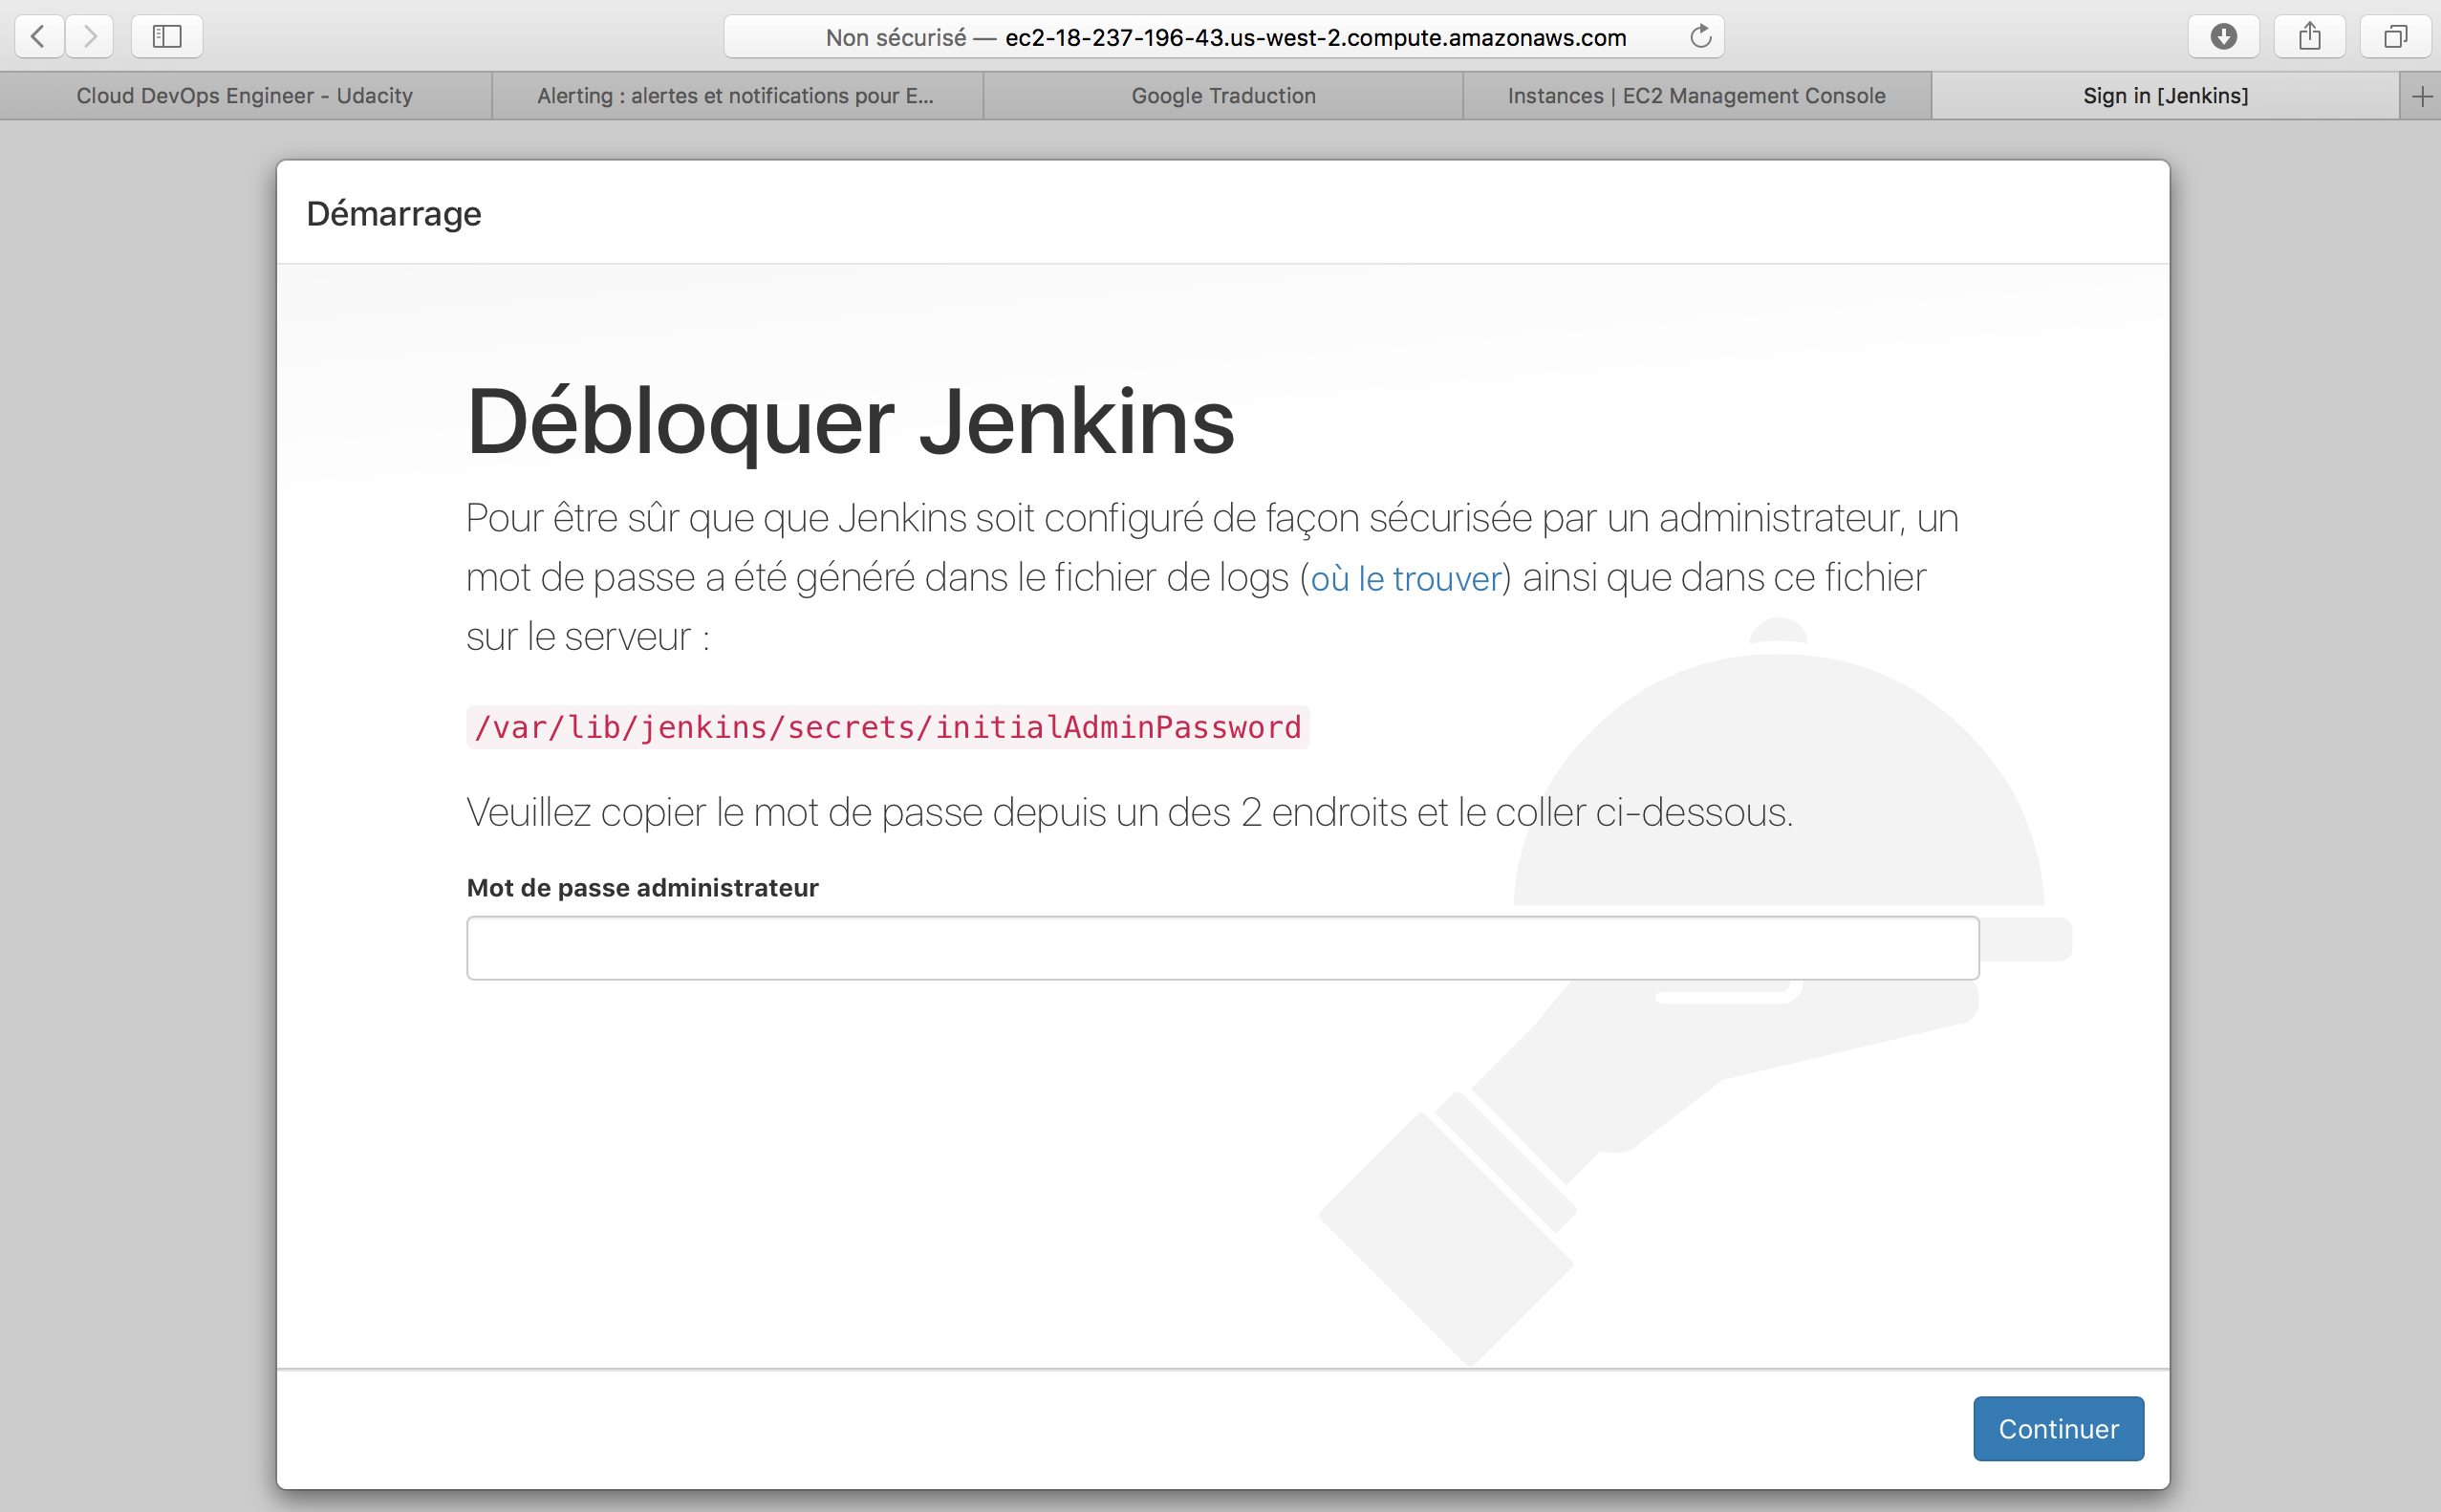 Non sécurisé — ec2-18-237-196-43.us-west-2.compute.amazonaws.com
Cloud DevOps Engineer - Udacity
Alerting : alertes et notifications pour E...
Google Traduction
Instances | EC2 Management Console
Sign in [Jenkins]
Démarrage
Débloquer Jenkins
Pour être sûr que que Jenkins soit configuré de façon sécurisée par un administrateur, un
mot de passe a été généré dans le fichier de logs (où le trouver) ainsi que dans ce fichier
sur le serveur :
/var/lib/jenkins/secrets/initialAdminPassword
Veuillez copier le mot de passe depuis un des 2 endroits et le coller ci-dessous.
Mot de passe administrateur
Continuer